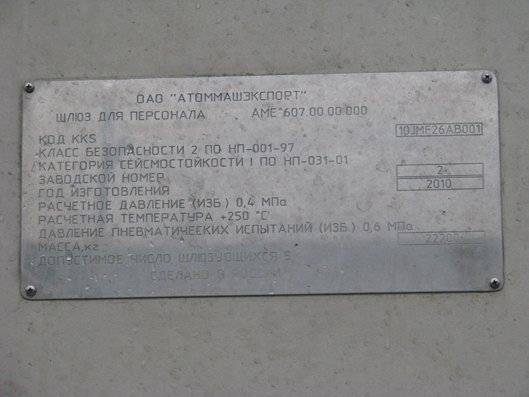 ОАО "АТОММАШЭКСПОРТ"
ШЛЮЗ ДЛЯ ПЕРСОНАЛА АМЕ-607.00.00.000
КОД KKS 10JMF26AB001
КЛАСС БЕЗОПАСНОСТИ 2 ПО НП-001-97
КАТЕГОРИЯ СЕЙСМОСТОЙКОСТИ I ПО НП-031-01
ЗАВОДСКОЙ НОМЕР 2
ГОД ИЗГОТОВЛЕНИЯ 2010
РАСЧЕТНОЕ ДАВЛЕНИЕ (ИЗБ.) 0,4 МПа
РАСЧЕТНАЯ ТЕМПЕРАТУРА +250 °С
ДАВЛЕНИЕ ПНЕВМАТИЧЕСКИХ ИСПЫТАНИЙ (ИЗБ.) 0,6 МПа
МАССА,кг 22200
ДОПУСТИМОЕ ЧИСЛО ШЛЮЗУЮЩИХСЯ 5
СДЕЛАНО В РОССИИ